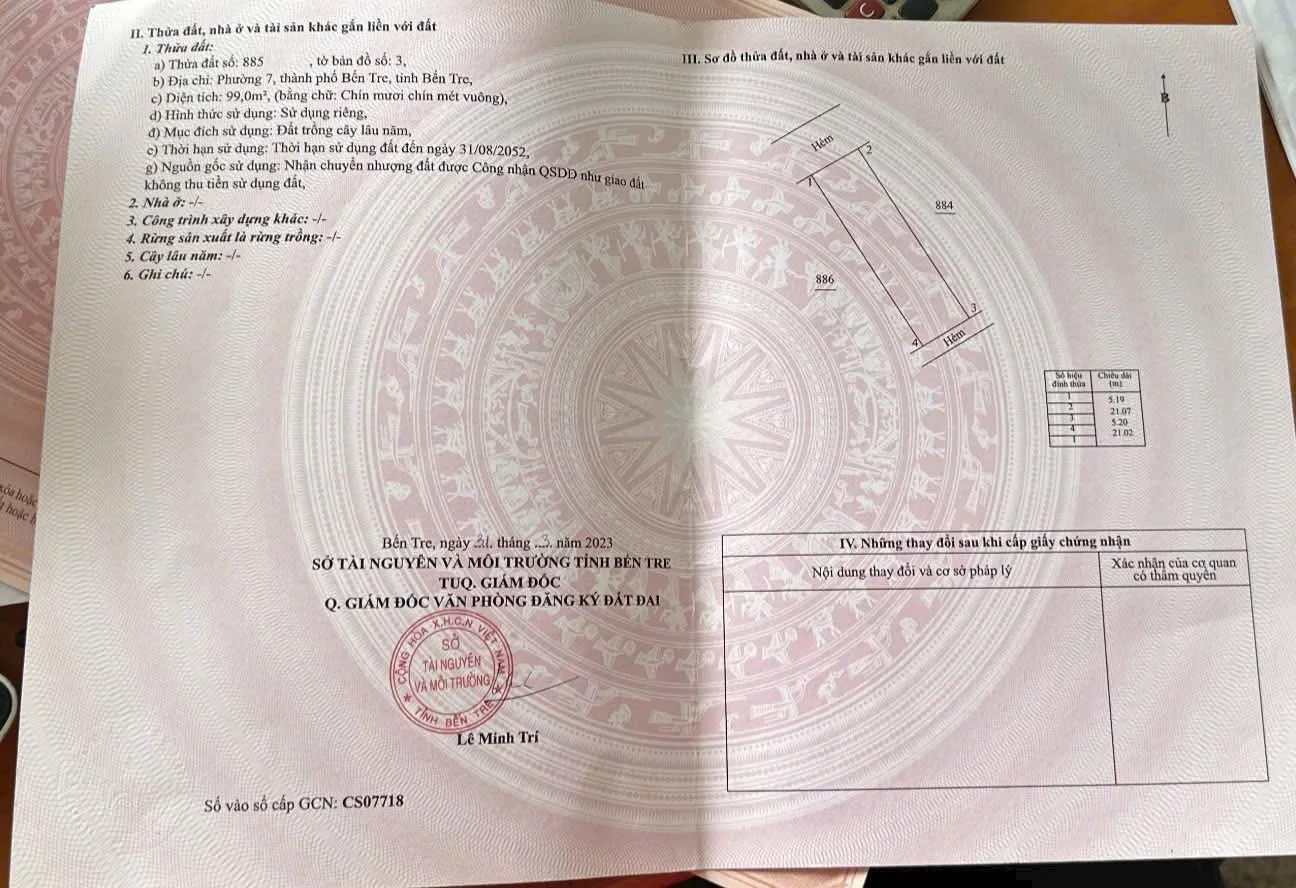 II. Thửa đất, nhà ở và tài sản khác gắn liền với đất
1. Thửa đất:
a) Thửa đất số: 885 , tờ bản đồ số: 3,
b) Địa chỉ: Phường 7, thành phố Bến Tre, tỉnh Bến Tre,
c) Diện tích: 99,0m², (bằng chữ: Chín mươi chín mét vuông),
d) Hình thức sử dụng: Sử dụng riêng,
đ) Mục đích sử dụng: Đất trồng cây lâu năm,
e) Thời hạn sử dụng: Thời hạn sử dụng đất đến ngày 31/08/2052,
g) Nguồn gốc sử dụng: Nhận chuyển nhượng đất được Công nhận QSDĐ như giao đất
không thu tiền sử dụng đất,
2. Nhà ở: -/-
3. Công trình xây dựng khác: -/-
4. Rừng sản xuất là rừng trồng: -/-
5. Cây lâu năm: -/-
6. Ghi chú: -/-
xóa hoặc
t hoặc
Bến Tre, ngày 31 tháng 3 năm 2023
SỞ TÀI NGUYÊN VÀ MÔI TRƯỜNG TỈNH BẾN TRE
TUQ. GIÁM ĐỐC
Q. GIÁM ĐỐC VĂN PHÒNG ĐĂNG KÝ ĐẤT ĐAI
CỘNG HÒA X.H.C.N VIỆT NAM
SỞ
TÀI NGUYÊN
VÀ MÔI TRƯỜNG
TỈNH BẾN TRE
Lê Minh Trí
Số vào sổ cấp GCN: CS07718
III. Sơ đồ thửa đất, nhà ở và tài sản khác gắn liền với đất
B
Hẻm
2
1
884
886
3
4
Hẻm
Số hiệu đỉnh thửa Chiều dài (m)
1
5.19
2
21.07
3
5.20
4
21.02
1
IV. Những thay đổi sau khi cấp giấy chứng nhận
Nội dung thay đổi và cơ sở pháp lý
Xác nhận của cơ quan
có thẩm quyền